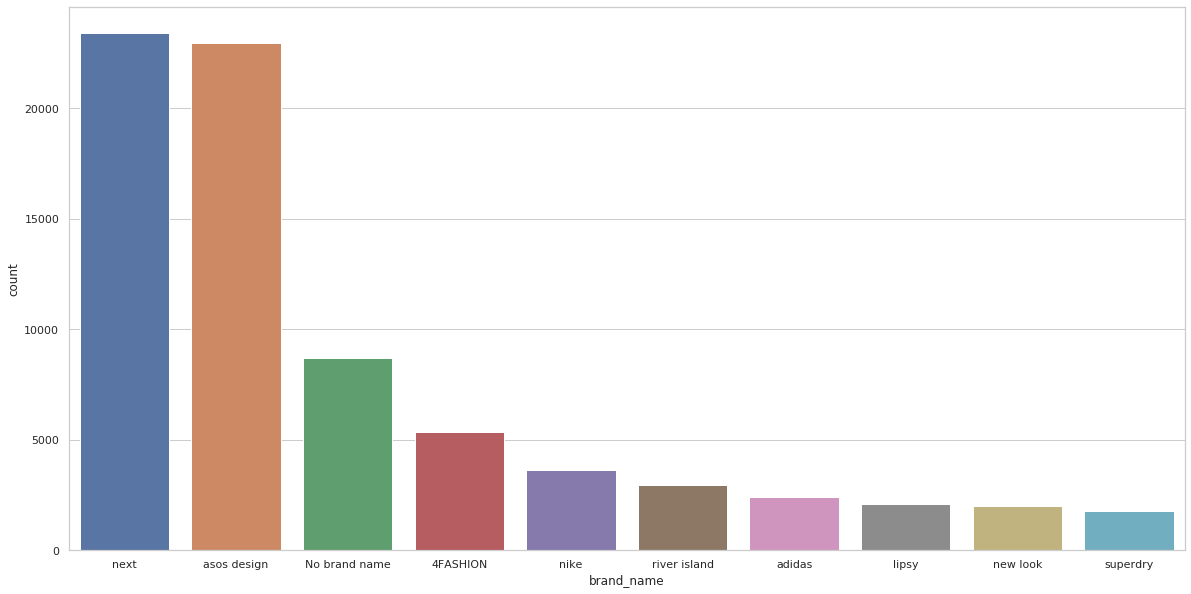 20000
15000
10000
5000
0
count
next asos design No brand name 4FASHION nike river island adidas lipsy new look superdry
brand_name